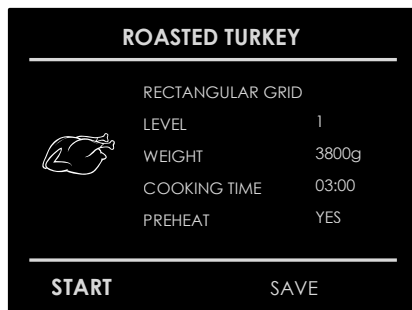 ROASTED TURKEY
RECTANGULAR GRID
LEVEL 1
WEIGHT 3800g
COOKING TIME 03:00
PREHEAT YES
START SAVE